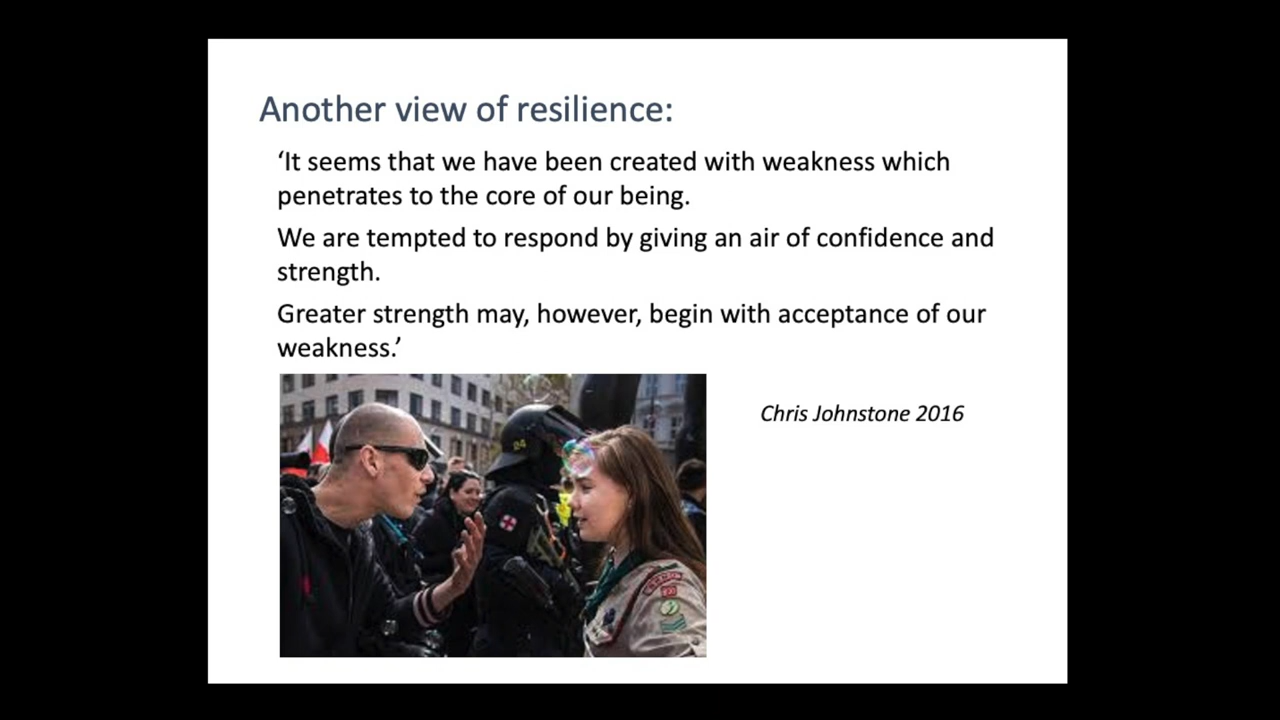 Another view of resilience:
‘It seems that we have been created with weakness which
penetrates to the core of our being.
We are tempted to respond by giving an air of confidence and
strength.
Greater strength may, however, begin with acceptance of our
weakness.’
Chris Johnstone 2016
24